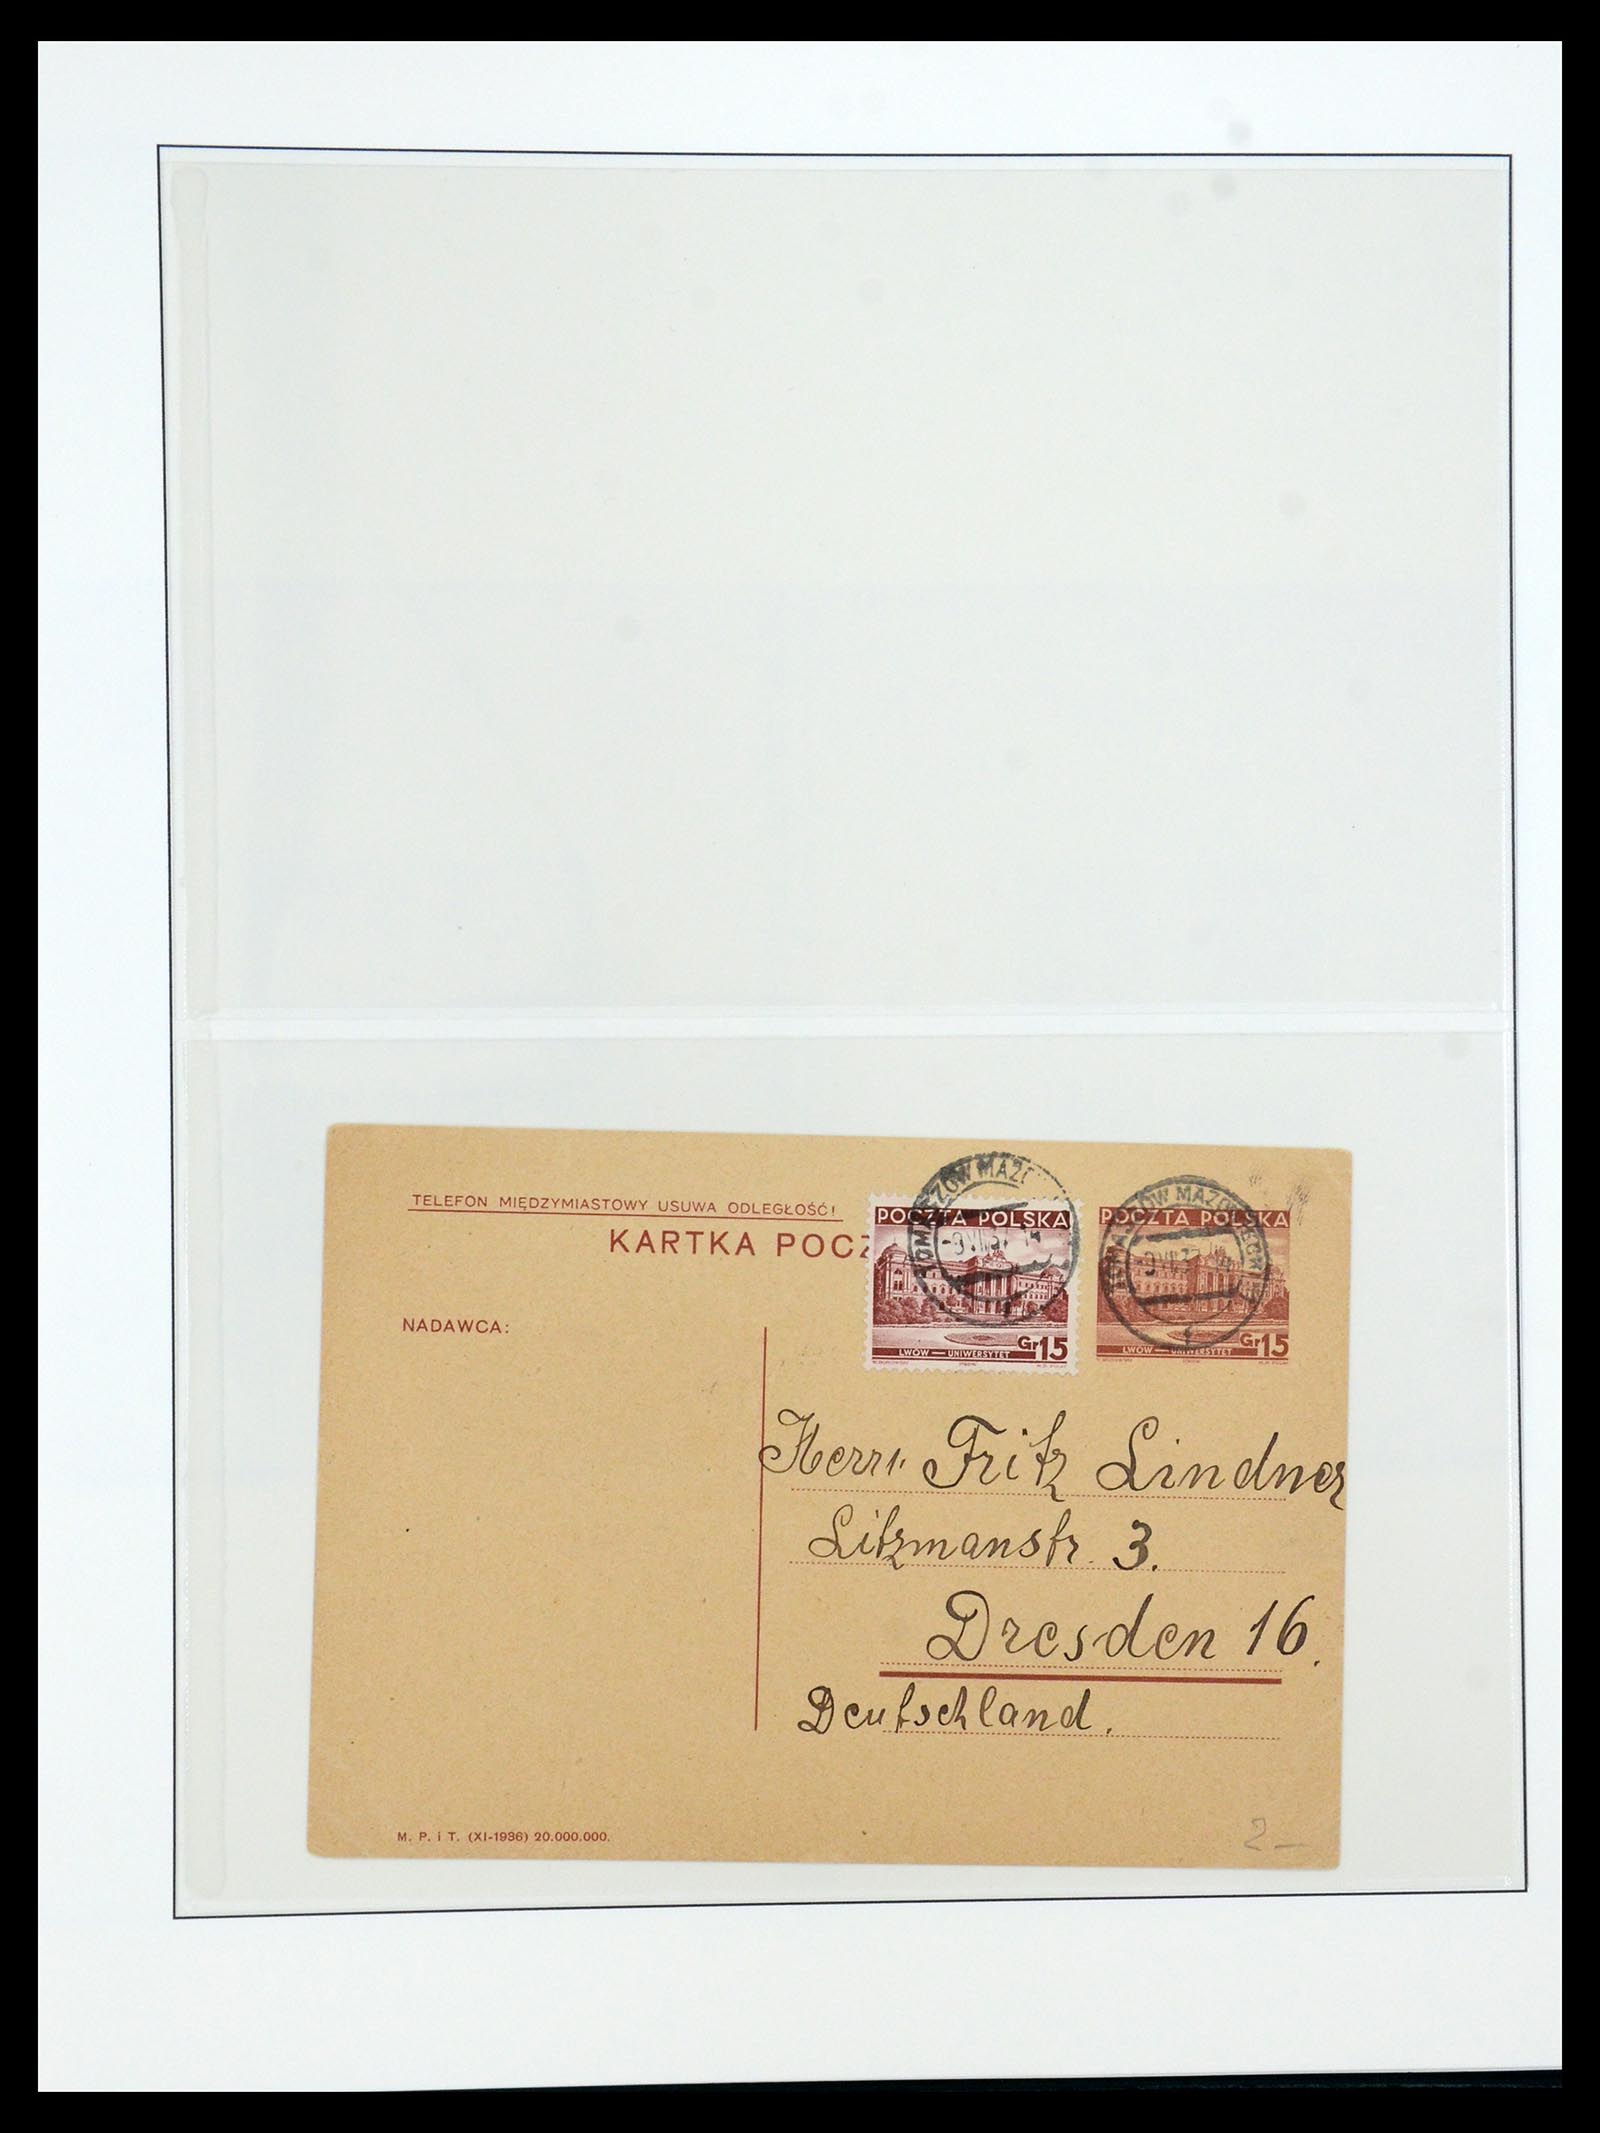 TELEFON MIĘDZYMIASTOWY USUWA ODLEGŁOŚĆ!
KARTKA POCZ
POCZTA POLSKA
LWÓW — UNIWERSYTET
Gr 15
POCZTA POLSKA
LWÓW — UNIWERSYTET
Gr 15
NADAWCA:
Herrn Fritz Lindner
Litzmanstr. 3.
Dresden 16.
Deutschland.
M. P. i T. (XI-1936) 20.000.000.
2-